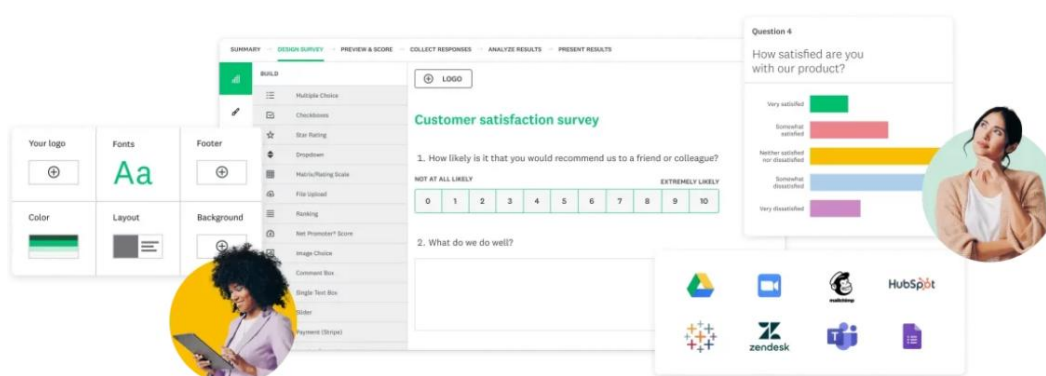 SUMMARY
DESIGN SURVEY
PREVIEW & SCORE
COLLECT RESPONSES
ANALYZE RESULTS
PRESENT RESULTS
BUILD
Multiple Choice
Checkboxes
Star Rating
Dropdown
Matrix/Rating Scale
File Upload
Ranking
Net Promoter® Score
Image Choice
Comment Box
Single Text Box
Slider
Payment (Stripe)
LOGO
Customer satisfaction survey
1. How likely is it that you would recommend us to a friend or colleague?
NOT AT ALL LIKELY
EXTREMELY LIKELY
0 1 2 3 4 5 6 7 8 9 10
2. What do we do well?
Your logo
Fonts
Footer
Aa
Color
Layout
Background
Question 4
How satisfied are you
with our product?
Very satisfied
Somewhat
satisfied
Neither satisfied
nor dissatisfied
Somewhat
dissatisfied
Very dissatisfied
mailchimp
HubSpot
zendesk
T